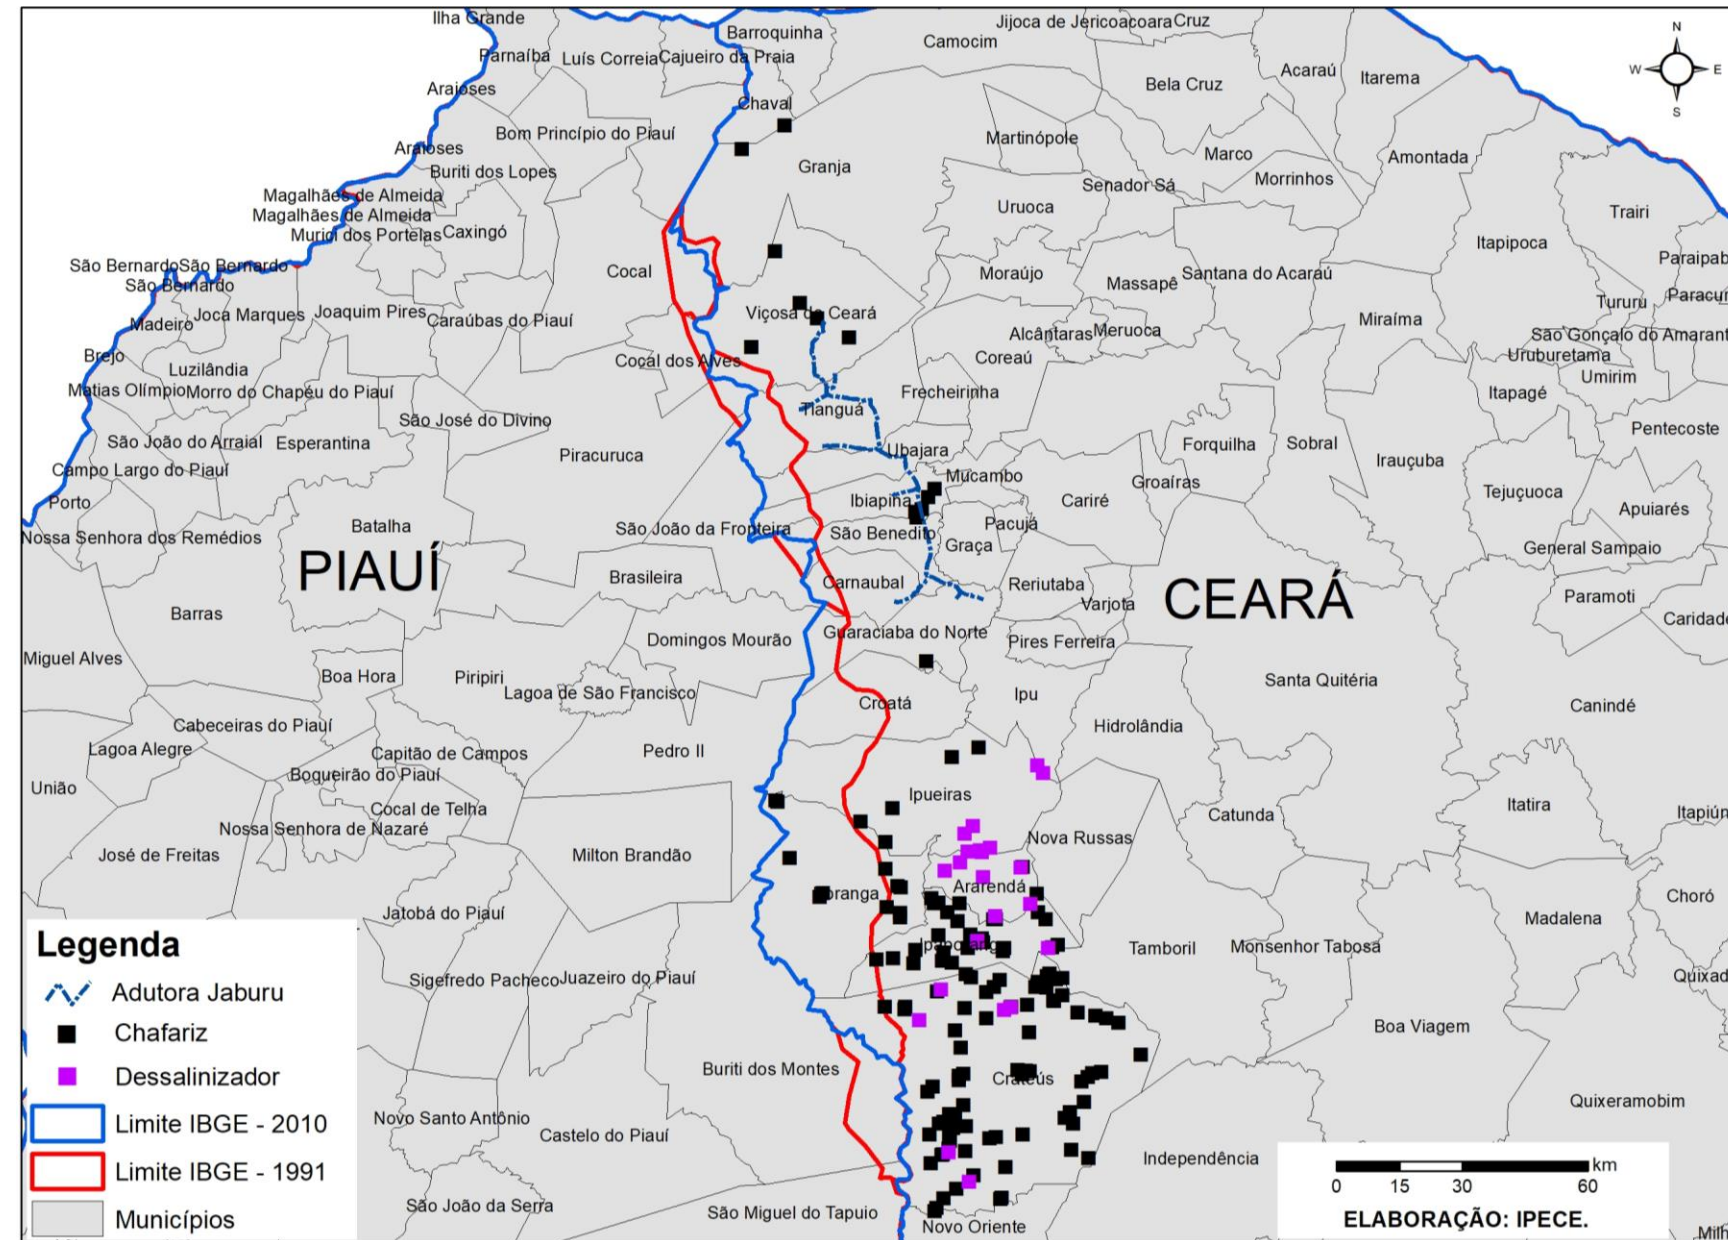 Ilha Grande
Jijoca de Jericoacoara
Cruz
Barroquinha
Camocim
Parnaíba
Luís Correia
Cajueiro da Praia
N
W
E
S
Acaraú
Itarema
Bela Cruz
Araioses
Chaval
Bom Princípio do Piauí
Martinópole
Araioses
Marco
Amontada
Granja
Buriti dos Lopes
Senador Sá
Morrinhos
Magalhães de Almeida
Magalhães de Almeida
Uruoca
Trairi
Murici dos Portelas
Caxingó
Itapipoca
São Bernardo
São Bernardo
São Bernardo
Cocal
Moraújo
Massapê
Santana do Acaraú
Paraipab
Tururu
Paracur
Madeiro
Joca Marques
Joaquim Pires
Caraúbas do Piauí
Viçosa do Ceará
Alcântaras
Meruoca
Miraíma
São Gonçalo do Amarant
Uruburetama
Brejo
Luzilândia
Cocal dos Alves
Coreaú
Umirim
Matias Olímpio
Morro do Chapéu do Piauí
Frecheirinha
Itapagé
São José do Divino
Tianguá
Pentecoste
São João do Arraial
Esperantina
Piracuruca
Ubajara
Forquilha
Sobral
Irauçuba
Campo Largo do Piauí
Mucambo
Groaíras
Tejuçuoca
Porto
Ibiapina
Cariré
Apuiarés
Nossa Senhora dos Remédios
Batalha
São João da Fronteira
São Benedito
Pacujá
Graça
General Sampaio
PIAUÍ
Brasileira
Carnaubal
Reriutaba
Varjota
CEARÁ
Paramoti
Barras
Caridade
Domingos Mourão
Guaraciaba do Norte
Pires Ferreira
Miguel Alves
Boa Hora
Piripiri
Lagoa de São Francisco
Croatá
Ipu
Santa Quitéria
Canindé
Cabeceiras do Piauí
Hidrolândia
Lagoa Alegre
Capitão de Campos
Pedro II
União
Boqueirão do Piauí
Ipueiras
Cocal de Telha
Catunda
Itatira
Itapiún
Nossa Senhora de Nazaré
Nova Russas
José de Freitas
Milton Brandão
Ararendá
Choró
Jatobá do Piauí
Madalena
Tamboril
Monsenhor Tabosa
Sigefredo Pacheco
Juazeiro do Piauí
Quixad
Boa Viagem
Buriti dos Montes
Crateús
Novo Santo Antônio
Castelo do Piauí
Quixeramobim
Independência
São João da Serra
São Miguel do Tapuio
Novo Oriente
Milh
Legenda
Adutora Jaburu
Chafariz
Dessalinizador
Limite IBGE - 2010
Limite IBGE - 1991
Municípios
km
0 15 30 60
ELABORAÇÃO: IPECE.